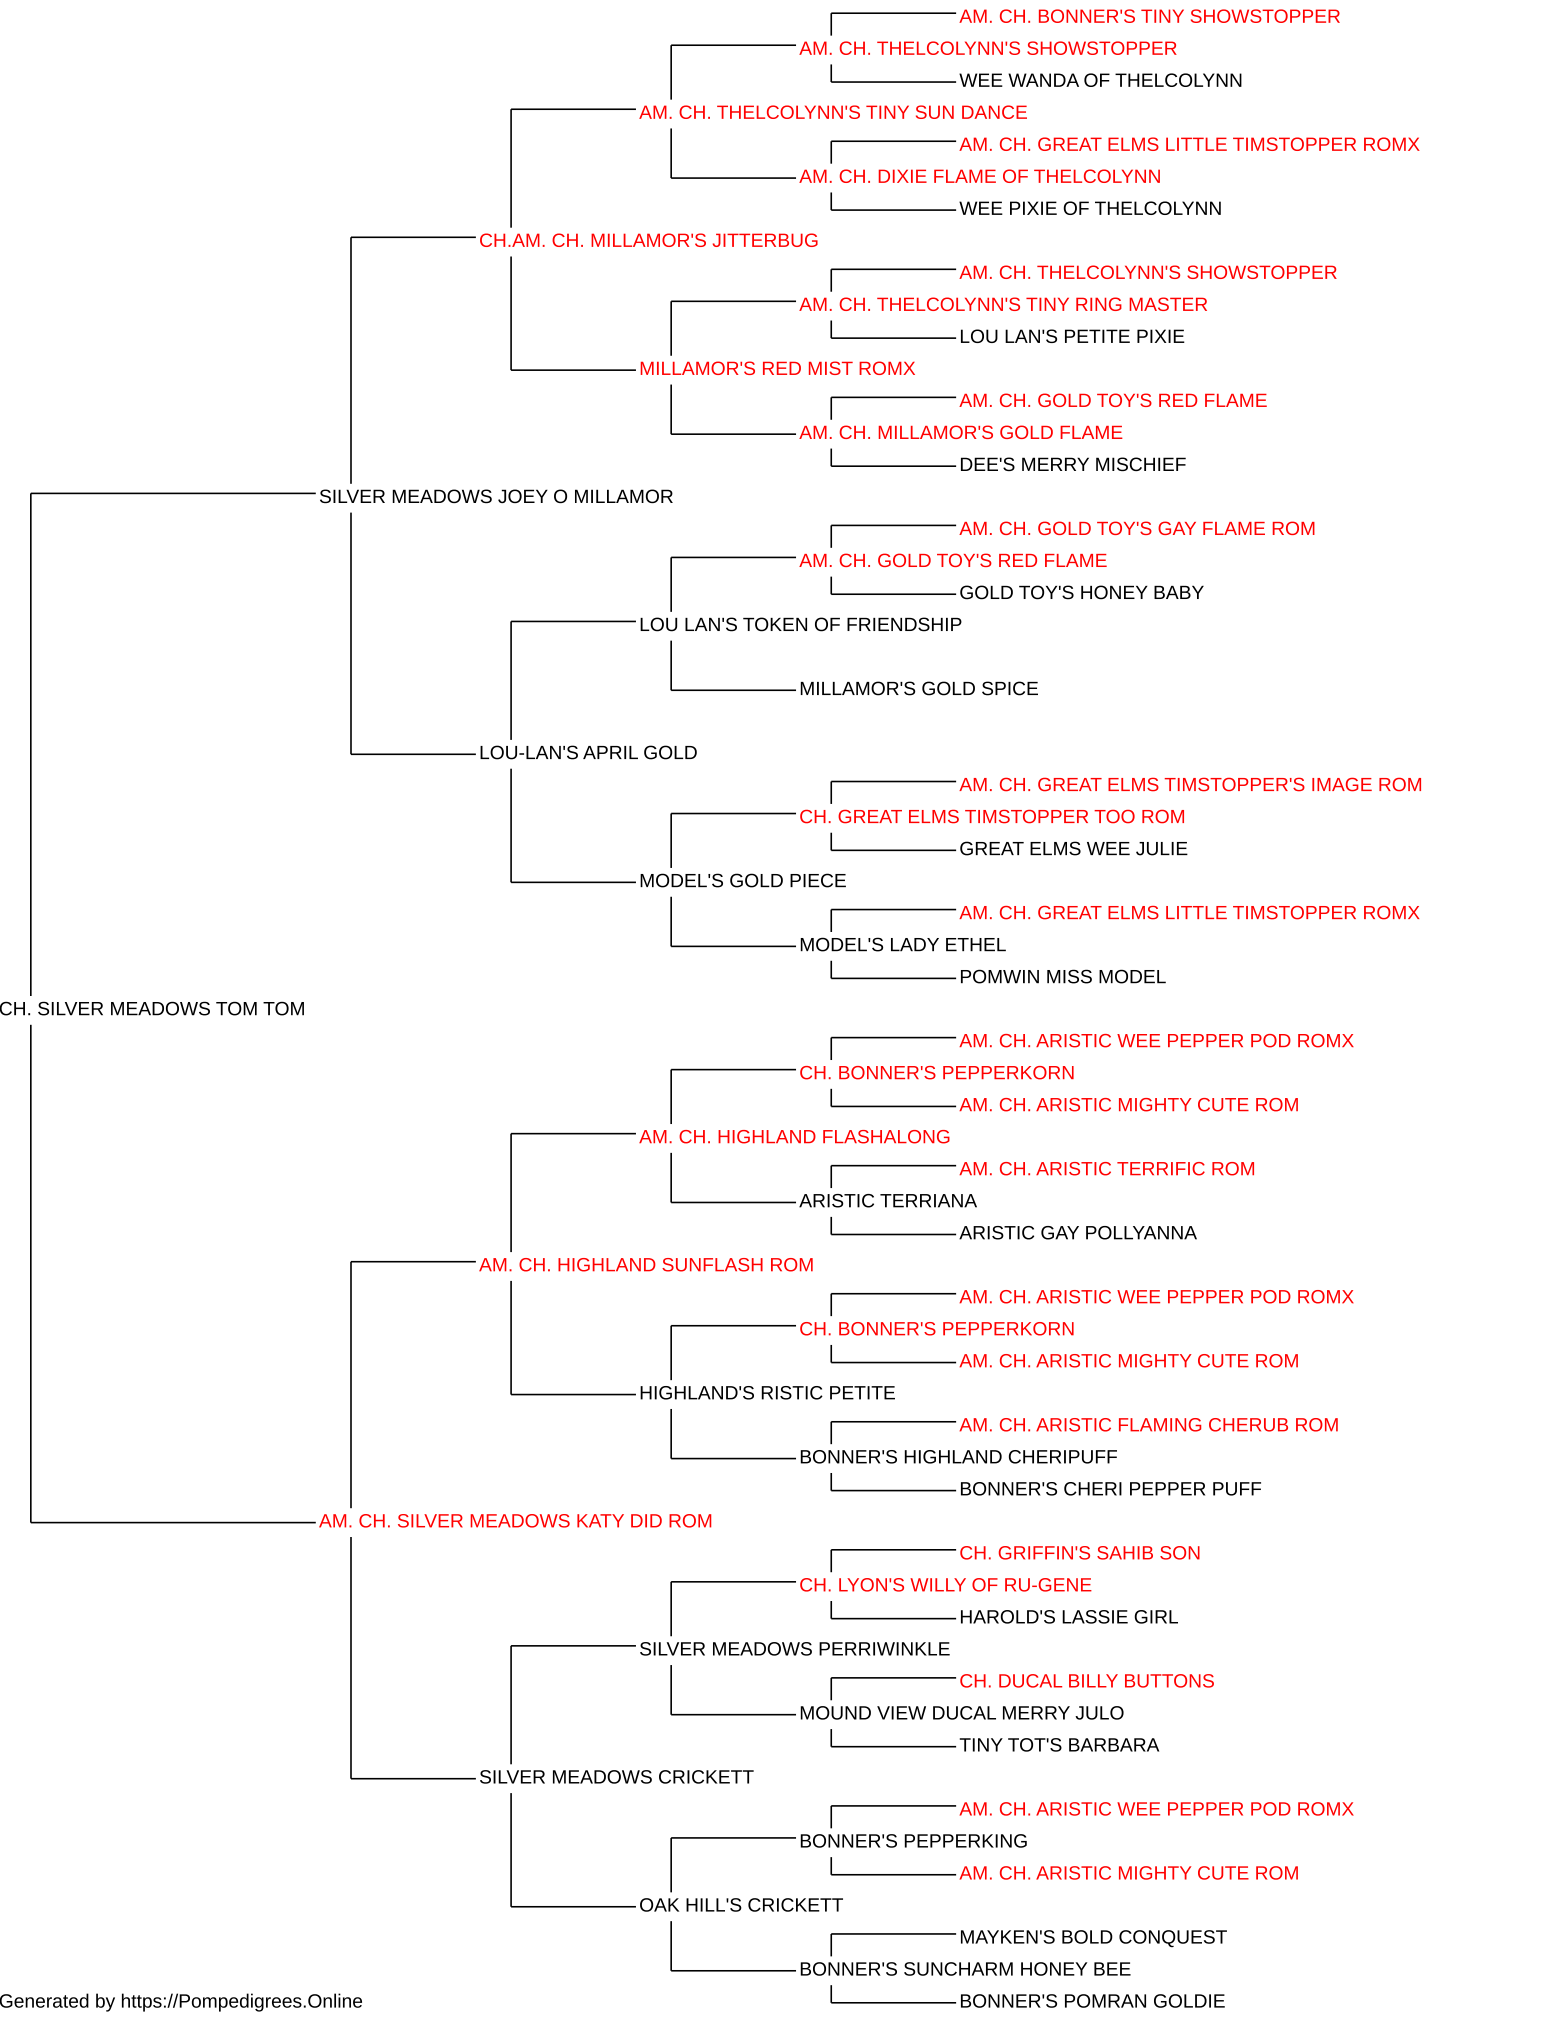 AM. CH. BONNER'S TINY SHOWSTOPPER
AM. CH. THELCOLYNN'S SHOWSTOPPER
WEE WANDA OF THELCOLYNN
AM. CH. THELCOLYNN'S TINY SUN DANCE
AM. CH. GREAT ELMS LITTLE TIMSTOPPER ROMX
AM. CH. DIXIE FLAME OF THELCOLYNN
WEE PIXIE OF THELCOLYNN
CH.AM. CH. MILLAMOR'S JITTERBUG
AM. CH. THELCOLYNN'S SHOWSTOPPER
AM. CH. THELCOLYNN'S TINY RING MASTER
LOU LAN'S PETITE PIXIE
MILLAMOR'S RED MIST ROMX
AM. CH. GOLD TOY'S RED FLAME
AM. CH. MILLAMOR'S GOLD FLAME
DEE'S MERRY MISCHIEF
SILVER MEADOWS JOEY O MILLAMOR
AM. CH. GOLD TOY'S GAY FLAME ROM
AM. CH. GOLD TOY'S RED FLAME
GOLD TOY'S HONEY BABY
LOU LAN'S TOKEN OF FRIENDSHIP
MILLAMOR'S GOLD SPICE
LOU-LAN'S APRIL GOLD
AM. CH. GREAT ELMS TIMSTOPPER'S IMAGE ROM
CH. GREAT ELMS TIMSTOPPER TOO ROM
GREAT ELMS WEE JULIE
MODEL'S GOLD PIECE
AM. CH. GREAT ELMS LITTLE TIMSTOPPER ROMX
MODEL'S LADY ETHEL
POMWIN MISS MODEL
CH. SILVER MEADOWS TOM TOM
AM. CH. ARISTIC WEE PEPPER POD ROMX
CH. BONNER'S PEPPERKORN
AM. CH. ARISTIC MIGHTY CUTE ROM
AM. CH. HIGHLAND FLASHALONG
AM. CH. ARISTIC TERRIFIC ROM
ARISTIC TERRIANA
ARISTIC GAY POLLYANNA
AM. CH. HIGHLAND SUNFLASH ROM
AM. CH. ARISTIC WEE PEPPER POD ROMX
CH. BONNER'S PEPPERKORN
AM. CH. ARISTIC MIGHTY CUTE ROM
HIGHLAND'S RISTIC PETITE
AM. CH. ARISTIC FLAMING CHERUB ROM
BONNER'S HIGHLAND CHERIPUFF
BONNER'S CHERI PEPPER PUFF
AM. CH. SILVER MEADOWS KATY DID ROM
CH. GRIFFIN'S SAHIB SON
CH. LYON'S WILLY OF RU-GENE
HAROLD'S LASSIE GIRL
SILVER MEADOWS PERRIWINKLE
CH. DUCAL BILLY BUTTONS
MOUND VIEW DUCAL MERRY JULO
TINY TOT'S BARBARA
SILVER MEADOWS CRICKETT
AM. CH. ARISTIC WEE PEPPER POD ROMX
BONNER'S PEPPERKING
AM. CH. ARISTIC MIGHTY CUTE ROM
OAK HILL'S CRICKETT
MAYKEN'S BOLD CONQUEST
BONNER'S SUNCHARM HONEY BEE
BONNER'S POMRAN GOLDIE
Generated by https://Pompedigrees.Online